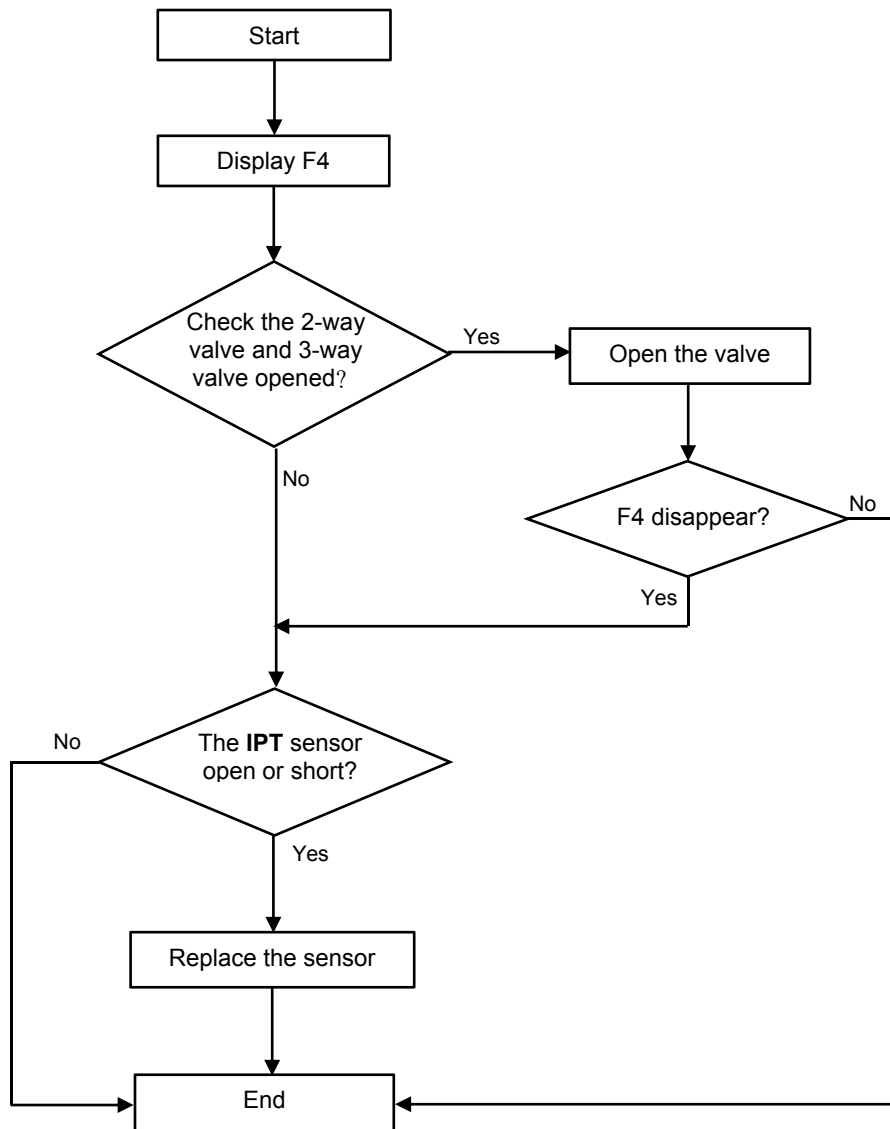 Start
Display F4
Check the 2-way
valve and 3-way
valve opened?
Yes
Open the valve
No
F4 disappear?
No
Yes
No
The IPT sensor
open or short?
Yes
Replace the sensor
End